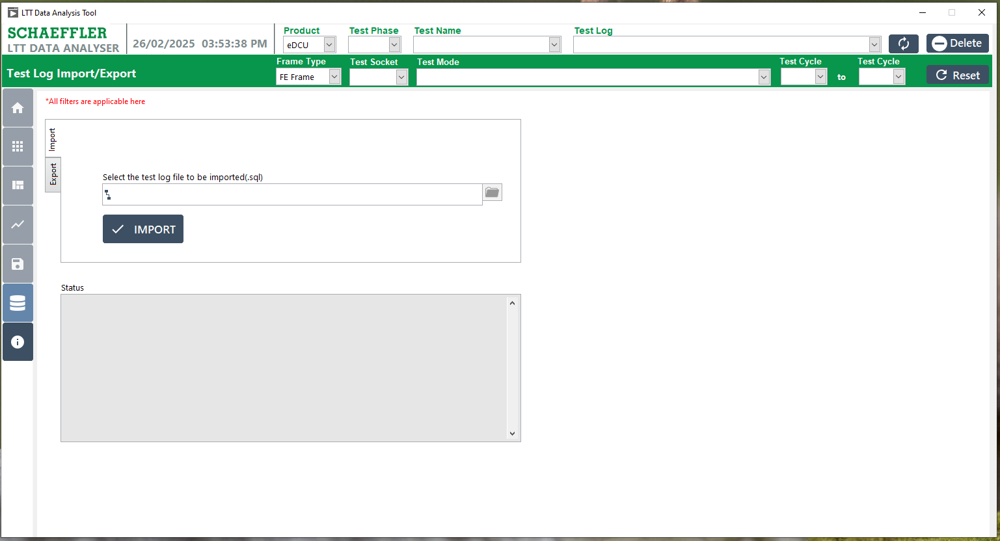 LTT Data Analysis Tool
SCHAEFFLER
LTT DATA ANALYSER
26/02/2025 03:53:38 PM
Product
Test Phase
Test Name
Test Log
eDCU
Delete
Test Log Import/Export
Frame Type
Test Socket
Test Mode
Test Cycle
Test Cycle
FE Frame
to
Reset
*All filters are applicable here
Import
Export
Select the test log file to be imported(.sql)
IMPORT
Status